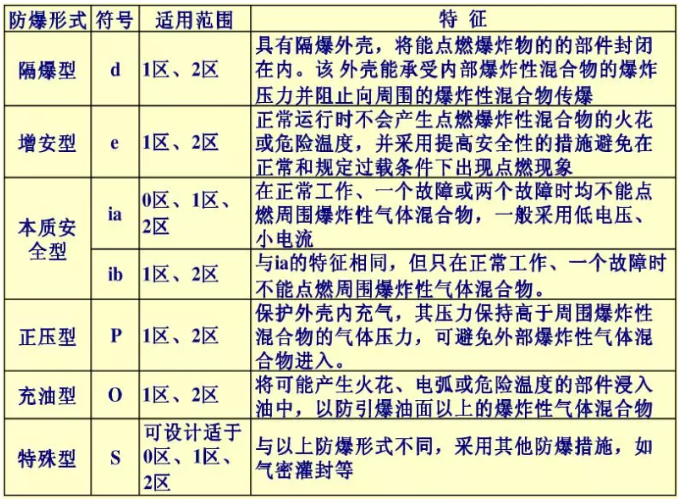 防爆形式 符号 适用范围 特 征
隔爆型 d 1区、2区
具有隔爆外壳，将能点燃爆炸物的的部件封闭
在内。该 外壳能承受内部爆炸性混合物的爆炸
压力并阻止向周围的爆炸性混合物传爆
增安型 e 1区、2区
正常运行时不会产生点燃爆炸性混合物的火花
或危险温度，并采用提高安全性的措施避免在
正常和规定过载条件下出现点燃现象
本质安
全型
ia
0区、1区、
2区
在正常工作、一个故障或两个故障时均不能点
燃周围爆炸性气体混合物，一般采用低电压、
小电流
ib 1区、2区
与ia的特征相同，但只在正常工作、一个故障时
不能点燃周围爆炸性气体混合物。
正压型 P 1区、2区
保护外壳内充气，其压力保持高于周围爆炸性
混合物的气体压力，可避免外部爆炸性气体混
合物进入。
充油型 O 1区、2区
将可能产生火花、电弧或危险温度的部件浸入
油中，以防引爆油面以上的爆炸性气体混合物
特殊型 S
可设计适于
0区、1区、
2区
与以上防爆形式不同，采用其他防爆措施，如
气密灌封等